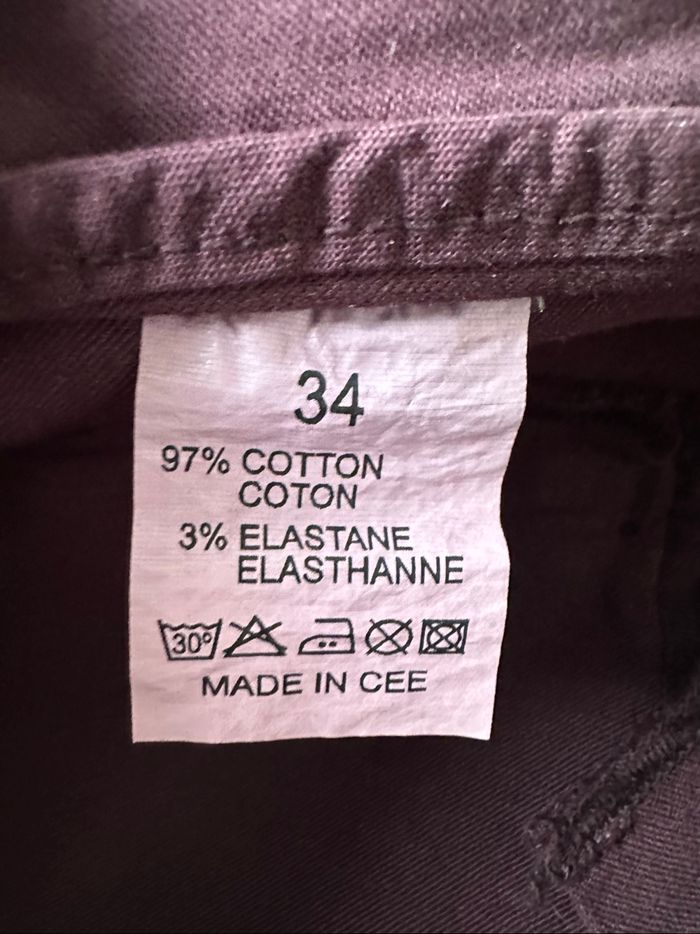 34
97% COTTON
COTON
3% ELASTANE
ELASTHANNE
30°
MADE IN CEE